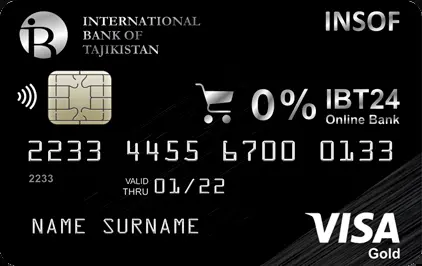 INTERNATIONAL
BANK OF
TAJIKISTAN
INSOF
0%
IBT24
Online Bank
2233 4455 6700 0133
2233
VALID
THRU 01/22
NAME SURNAME
VISA
Gold